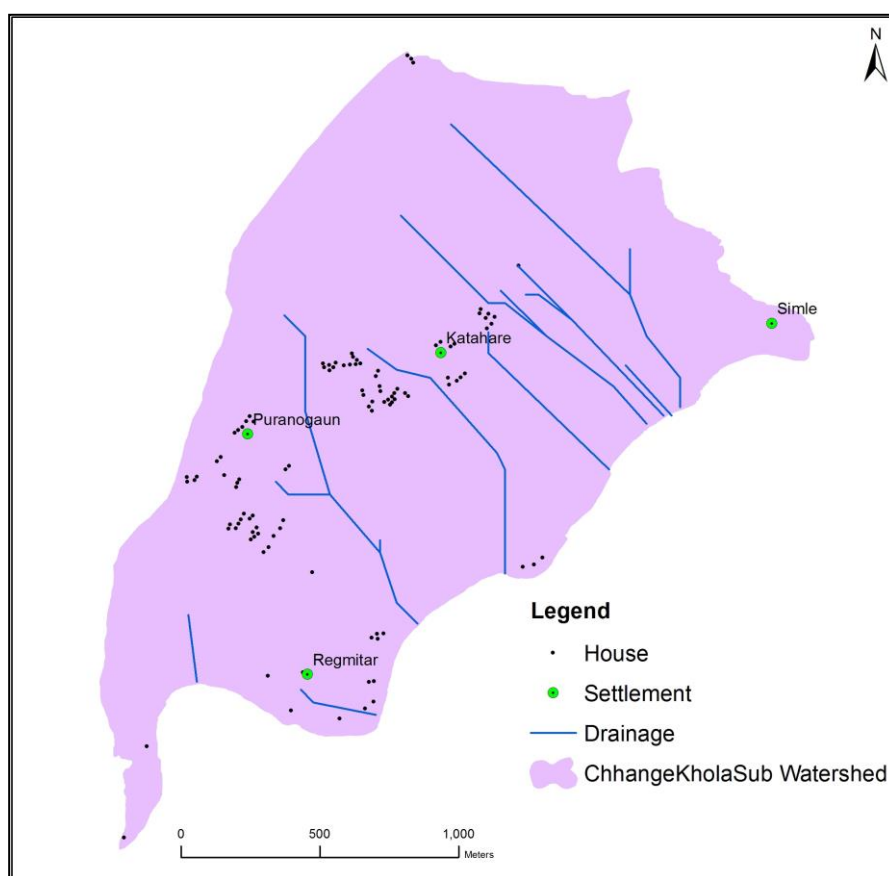 N
Simle
Katahare
Puranogaun
Regmitar
Legend
House
Settlement
Drainage
ChhangeKholaSub Watershed
0 500 1,000
Meters